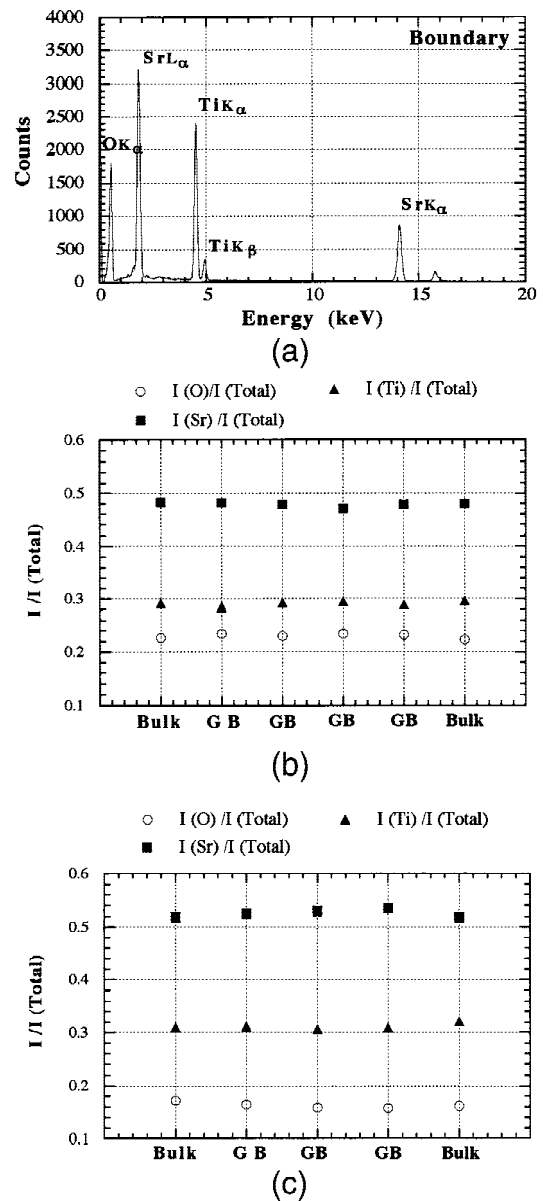 4000
Boundary
3500
SrLα
3000
2500
TiKα
2000
OKα
1500
1000
SrKα
500
TiKβ
0
0 5 10 15 20
Counts
Energy (keV)
(a)
I (O)/I (Total) I (Ti) /I (Total)
I (Sr) /I (Total)
0.6
0.5
0.4
0.3
0.2
0.1
I /I (Total)
Bulk G B GB GB GB Bulk
(b)
I (O) /I (Total) I (Ti) /I (Total)
I (Sr) /I (Total)
0.6
0.5
0.4
0.3
0.2
0.1
I /I (Total)
Bulk G B GB GB Bulk
(c)